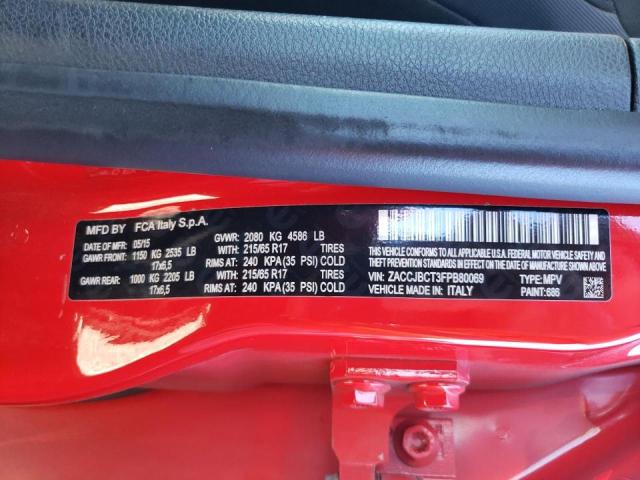 MFD BY FCA Italy S.p.A.
DATE OF MFH: 05/15 GVWR: 2080 KG 4586 LB
GAWR FRONT: 1150 KG 2535 LB 215/65 R17 TIRES
17x6,5 RIMS AT: 240 KPA (35 PSI) COLD
GAWR REAR: 1000 KG 2205 LB 215/65 R17 TIRES
17x6,5 RIMS AT: 240 KPA (35 PSI) COLD
THIS VEHICLE CONFORMS TO ALL APPLICABLE U.S.A. FEDERAL MOTOR VEHICLE SAFETY, BUMPER, AND THEFT
PREVENTION STANDARDS IN EFFECT ON THE DATE OF MANUFACTURE SHOWN ABOVE.
VIN: ZACCJBCT3FPB80069 TYPE: MPV
VEHICLE MADE IN: ITALY PAINT: 686